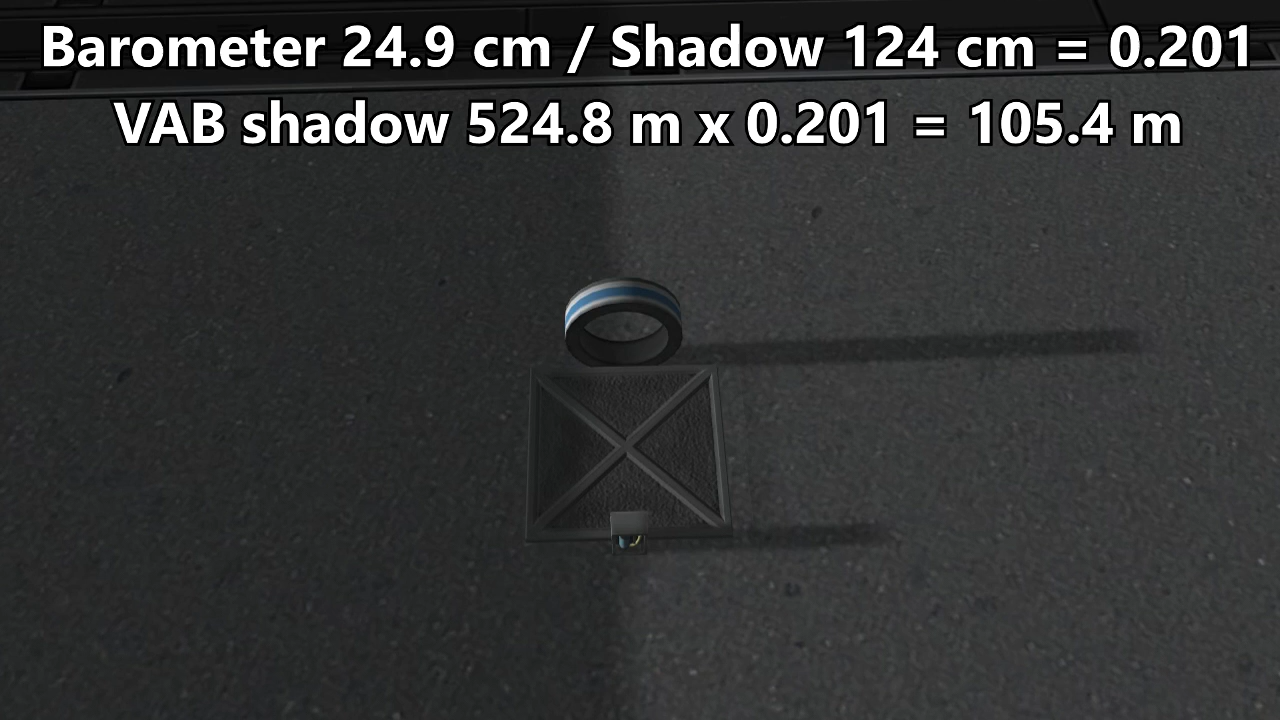 Barometer 24.9 cm / Shadow 124 cm = 0.201
VAB shadow 524.8 m x 0.201 = 105.4 m